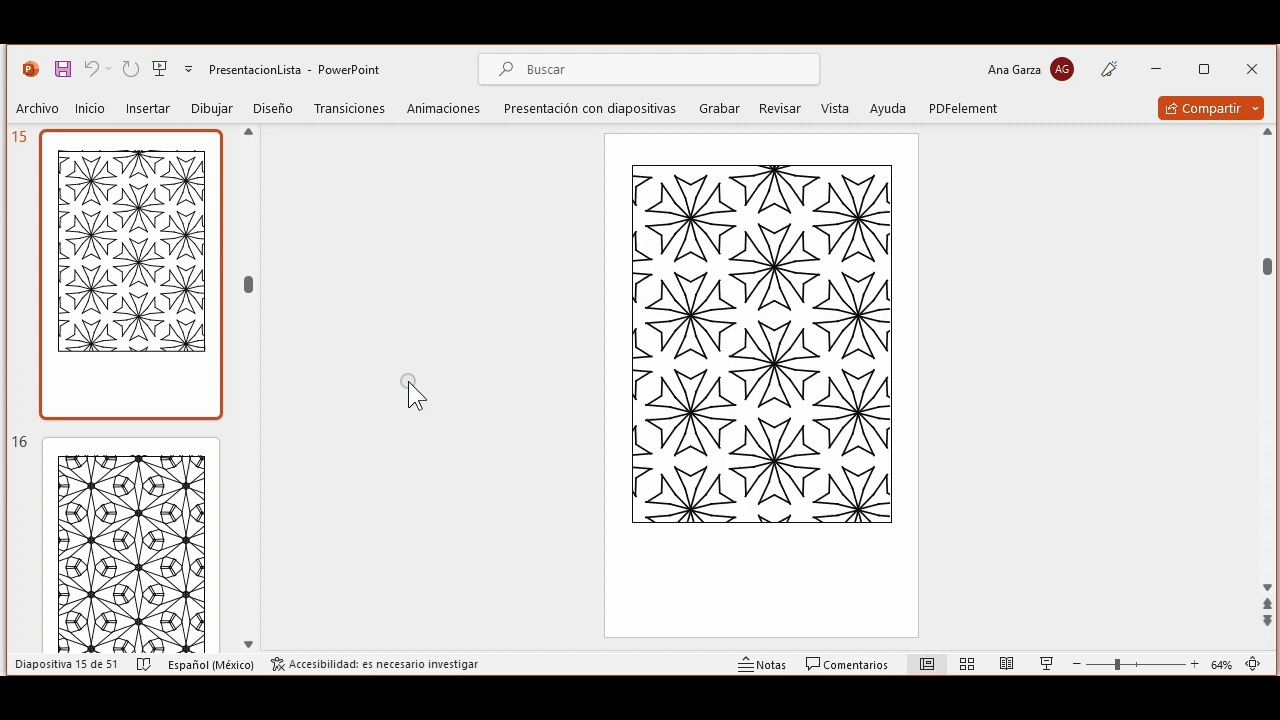 PresentacionLista - PowerPoint
Buscar
Ana Garza
AG
Archivo Inicio Insertar Dibujar Diseño Transiciones Animaciones Presentación con diapositivas Grabar Revisar Vista Ayuda PDFelement
Compartir
15
16
Diapositiva 15 de 51
Español (México)
Accesibilidad: es necesario investigar
Notas
Comentarios
64%